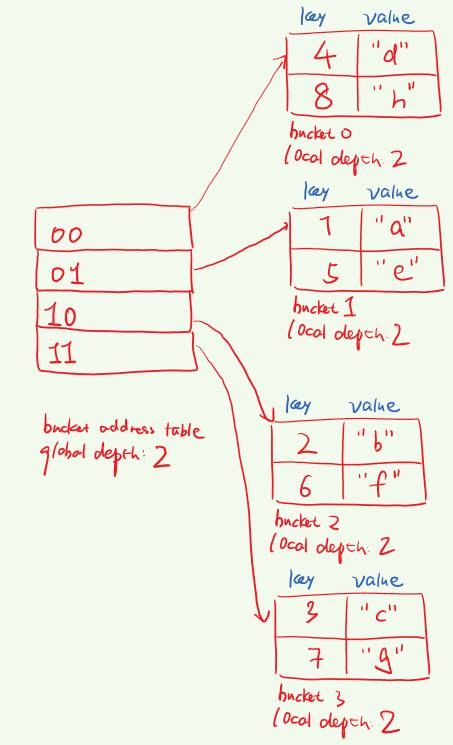 key value
4 "d"
8 "h"
bucket 0
local depth: 2
key value
1 "a"
5 "e"
bucket 1
local depth: 2
00
01
10
11
bucket address table
global depth: 2
key value
2 "b"
6 "f"
bucket 2
local depth: 2
key value
3 "c"
7 "g"
bucket 3
local depth: 2